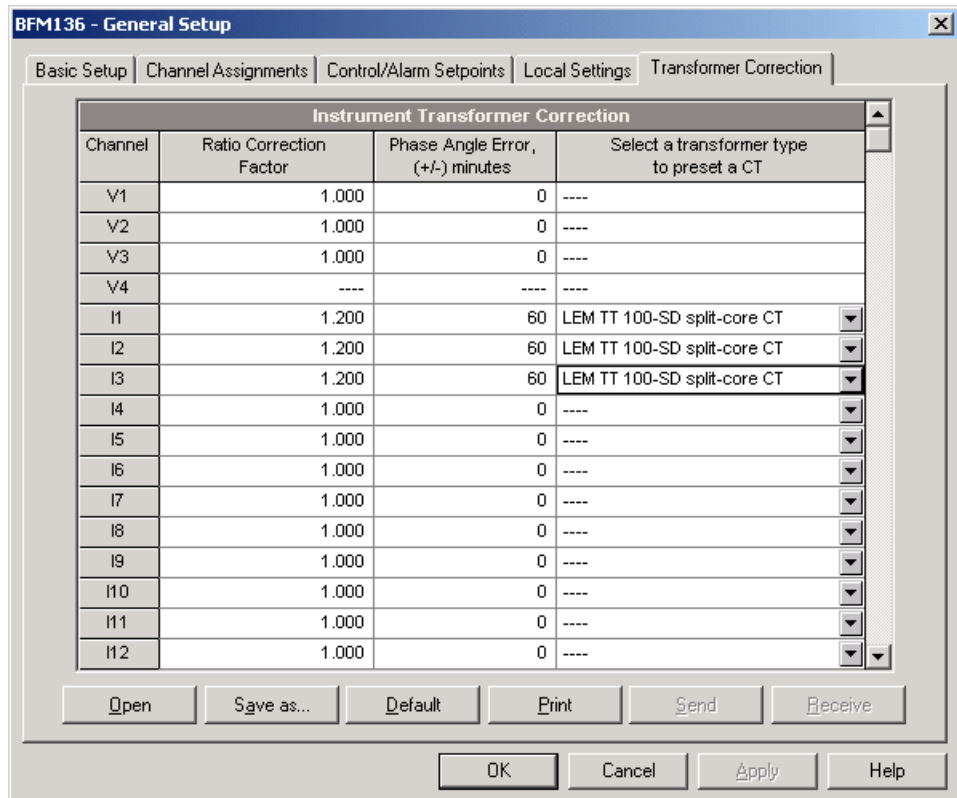 BFM136 - General Setup
Basic Setup Channel Assignments Control/Alarm Setpoints Local Settings Transformer Correction
Instrument Transformer Correction
Channel Ratio Correction Factor Phase Angle Error, (+/-) minutes Select a transformer type to preset a CT
V1 1.000 0 ----
V2 1.000 0 ----
V3 1.000 0 ----
V4 ---- ---- ----
I1 1.200 60 LEM TT 100-SD split-core CT
I2 1.200 60 LEM TT 100-SD split-core CT
I3 1.200 60 LEM TT 100-SD split-core CT
I4 1.000 0 ----
I5 1.000 0 ----
I6 1.000 0 ----
I7 1.000 0 ----
I8 1.000 0 ----
I9 1.000 0 ----
I10 1.000 0 ----
I11 1.000 0 ----
I12 1.000 0 ----
Open Save as... Default Print Send Receive
OK Cancel Apply Help